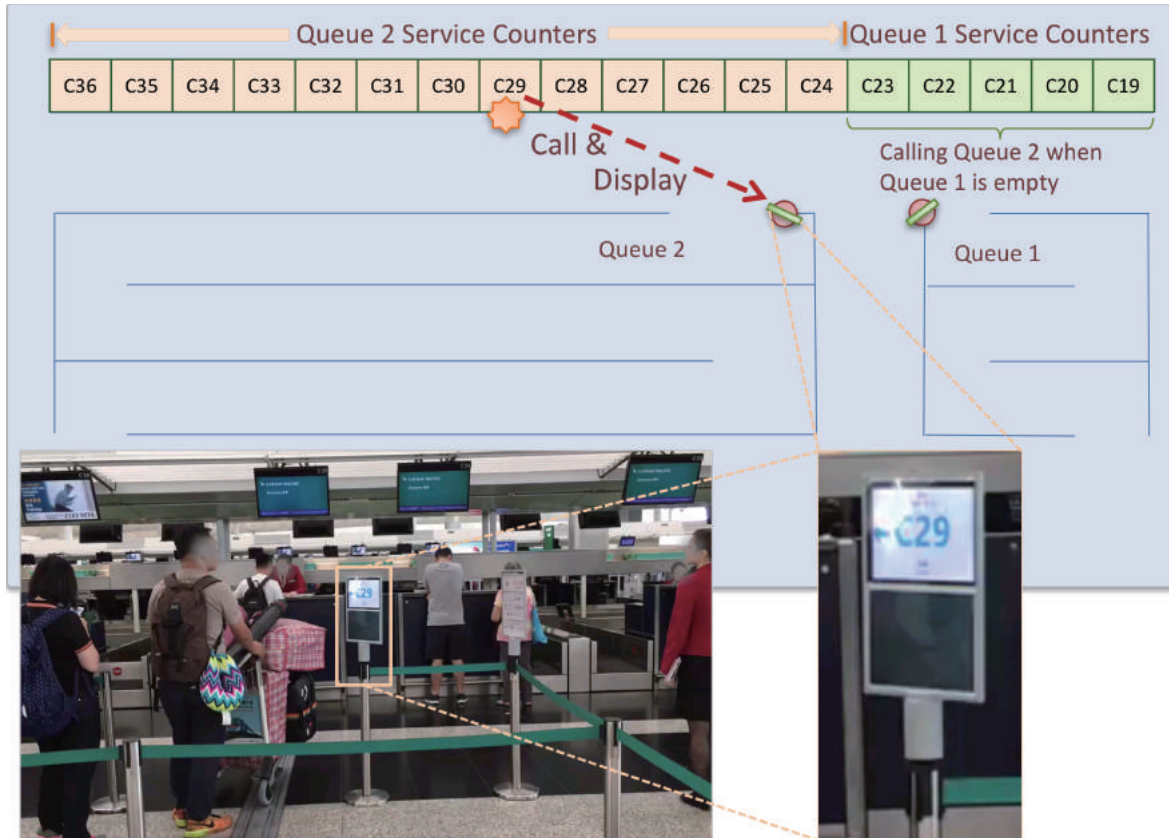 Queue 2 Service Counters
Queue 1 Service Counters
C36 C35 C34 C33 C32 C31 C30 C29 C28 C27 C26 C25 C24 C23 C22 C21 C20 C19
Call &
Display
Calling Queue 2 when
Queue 1 is empty
Queue 2
Queue 1
C29
C29